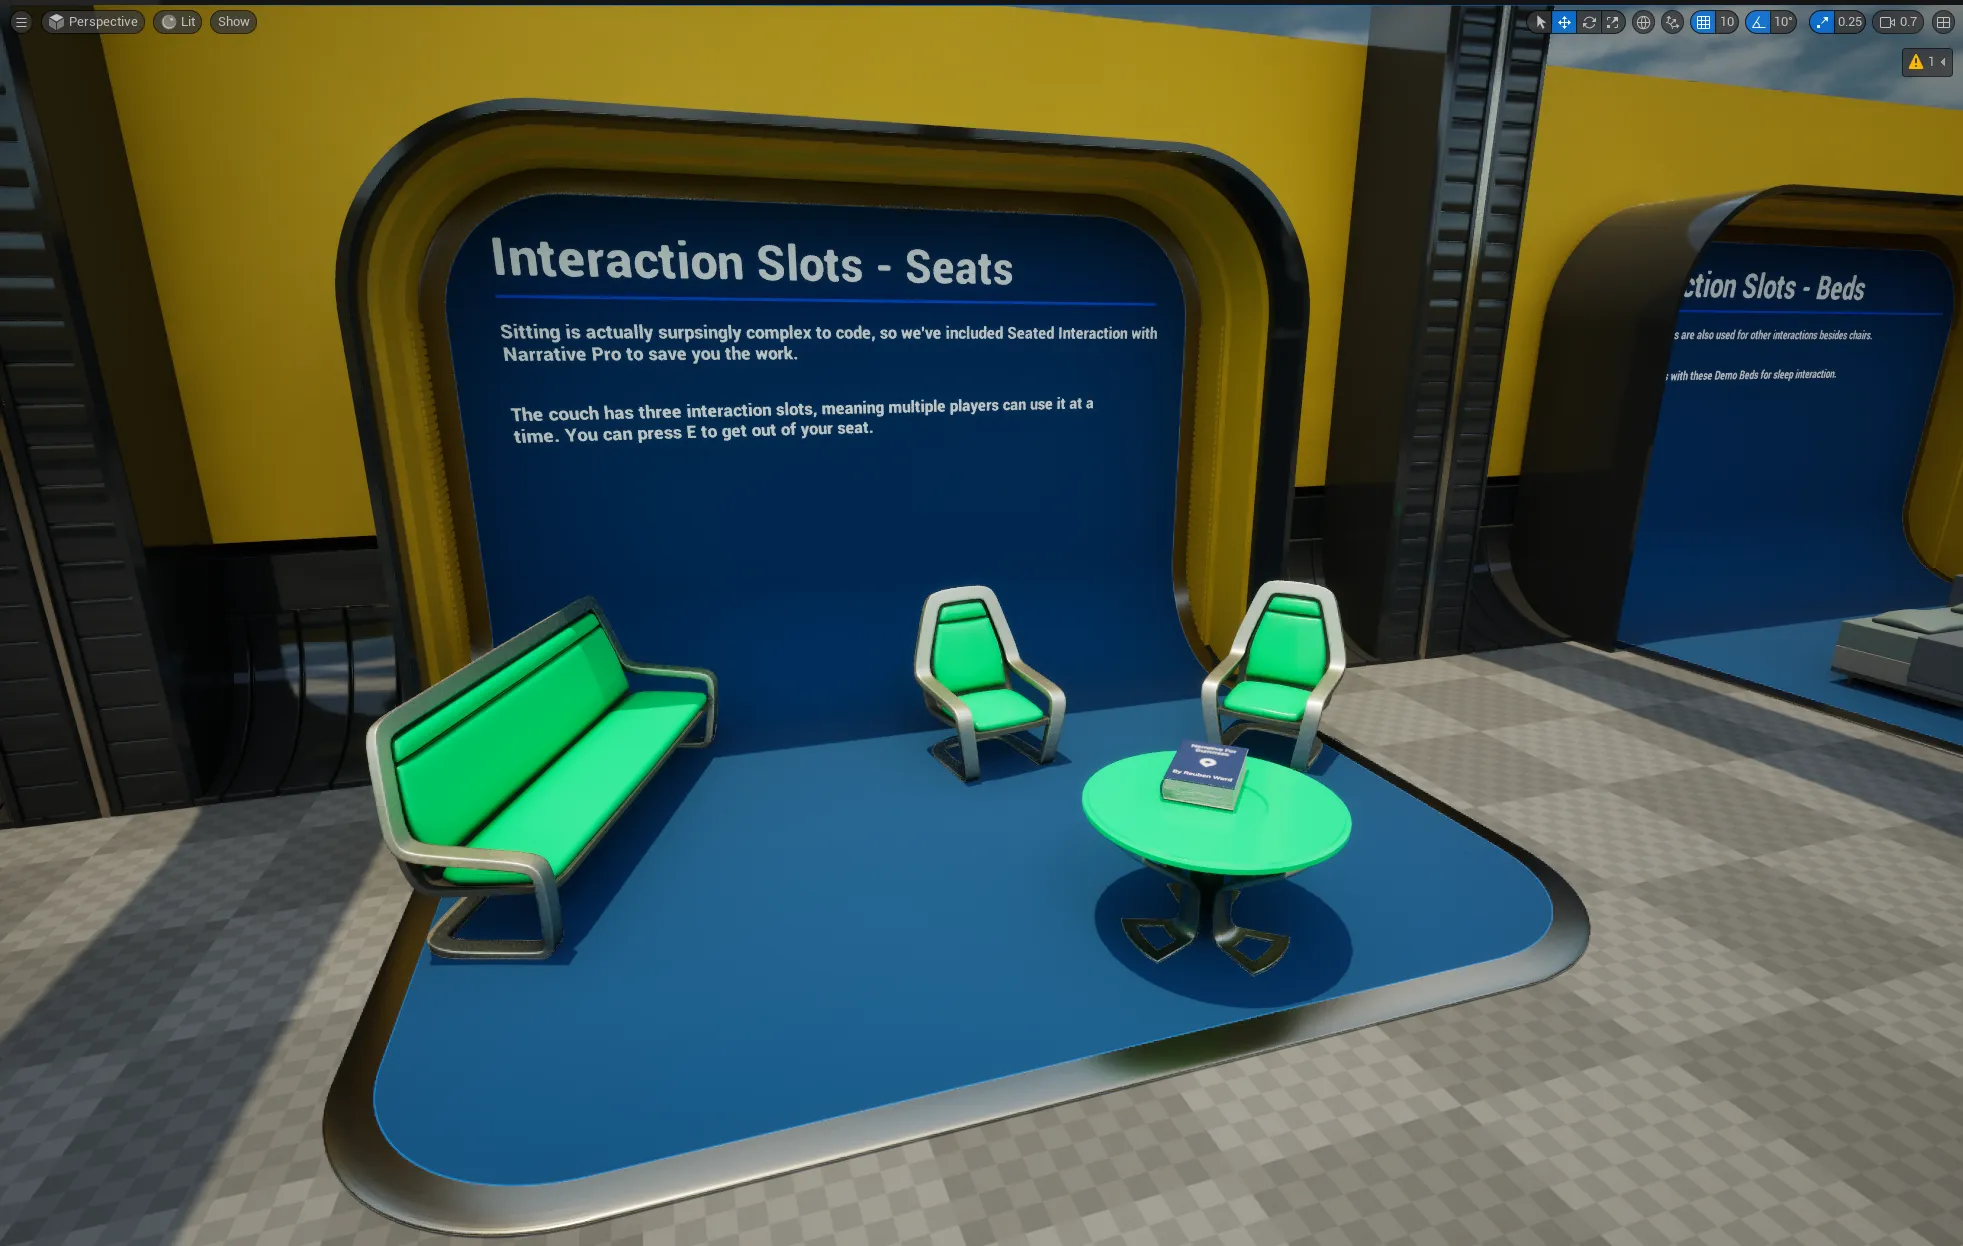 Perspective
Lit
Show
10
10°
0.25
0.7
1
Interaction Slots - Seats
Sitting is actually surpsingly complex to code, so we've included Seated Interaction with
Narrative Pro to save you the work.
The couch has three interaction slots, meaning multiple players can use it at a
time. You can press E to get out of your seat.
ction Slots - Beds
s are also used for other interactions besides chairs.
s with these Demo Beds for sleep interaction.
Narrative For
Dummies
By Reuben Ward